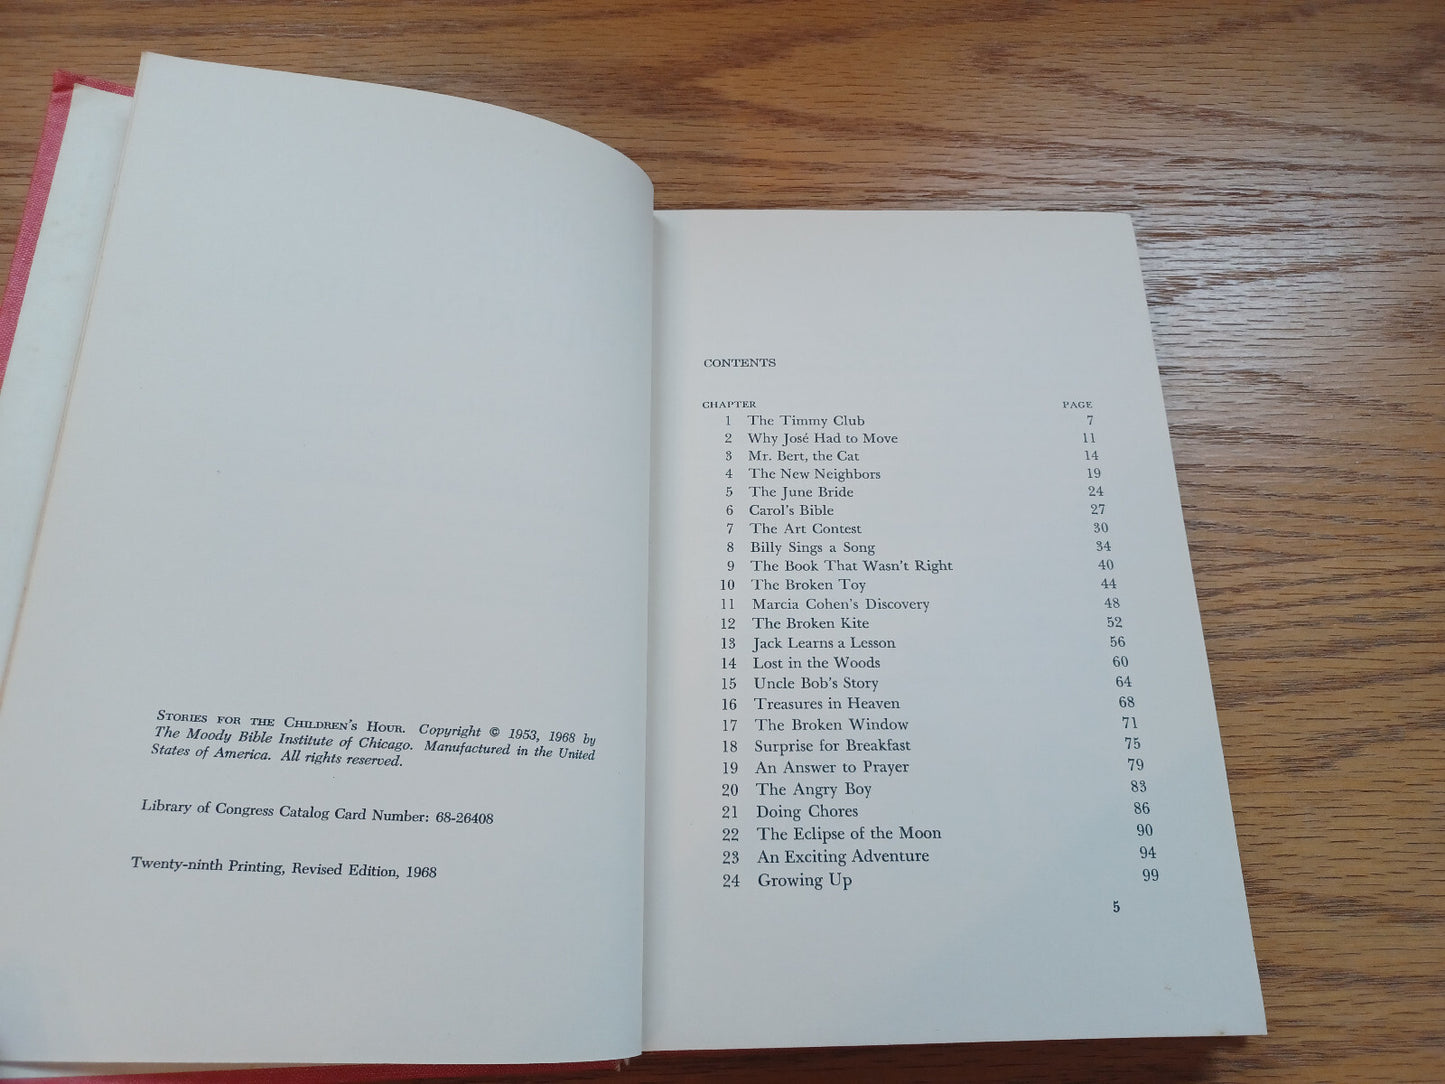 Stories for the Children's Hour. Copyright © 1953, 1968 by
The Moody Bible Institute of Chicago. Manufactured in the United
States of America. All rights reserved.
Library of Congress Catalog Card Number: 68-26408
Twenty-ninth Printing, Revised Edition, 1968
CONTENTS
CHAPTER PAGE
1 The Timmy Club 7
2 Why José Had to Move 11
3 Mr. Bert, the Cat 14
4 The New Neighbors 19
5 The June Bride 24
6 Carol's Bible 27
7 The Art Contest 30
8 Billy Sings a Song 34
9 The Book That Wasn't Right 40
10 The Broken Toy 44
11 Marcia Cohen's Discovery 48
12 The Broken Kite 52
13 Jack Learns a Lesson 56
14 Lost in the Woods 60
15 Uncle Bob's Story 64
16 Treasures in Heaven 68
17 The Broken Window 71
18 Surprise for Breakfast 75
19 An Answer to Prayer 79
20 The Angry Boy 83
21 Doing Chores 86
22 The Eclipse of the Moon 90
23 An Exciting Adventure 94
24 Growing Up 99
5